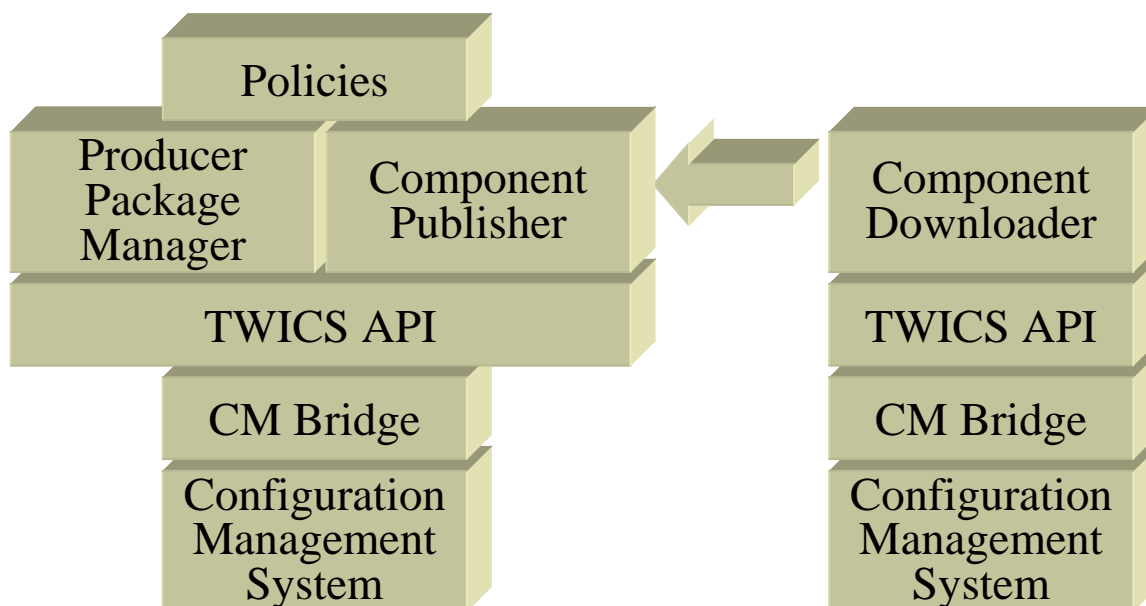 Policies
Producer
Package
Manager
Component
Publisher
TWICS API
CM Bridge
Configuration
Management
System
Component
Downloader
TWICS API
CM Bridge
Configuration
Management
System